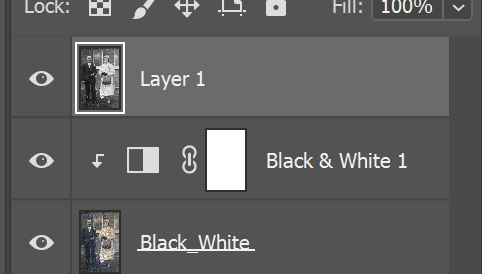 Lock: Fill: 100%
Layer 1
Black & White 1
Black_White